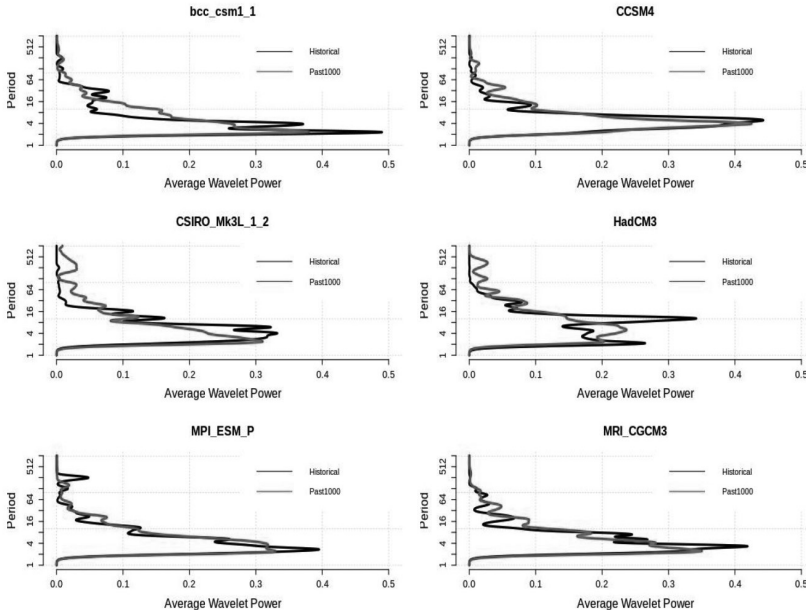 bcc_csm1_1
Period
512
64
16
4
1
Historical
Past1000
0.0 0.1 0.2 0.3 0.4 0.5
Average Wavelet Power
CCSM4
Period
512
64
16
4
1
Historical
Past1000
0.0 0.1 0.2 0.3 0.4 0.5
Average Wavelet Power
CSIRO_Mk3L_1_2
Period
512
64
16
4
1
Historical
Past1000
0.0 0.1 0.2 0.3 0.4 0.5
Average Wavelet Power
HadCM3
Period
512
64
16
4
1
Historical
Past1000
0.0 0.1 0.2 0.3 0.4 0.5
Average Wavelet Power
MPI_ESM_P
Period
512
64
16
4
1
Historical
Past1000
0.0 0.1 0.2 0.3 0.4 0.5
Average Wavelet Power
MRI_CGCM3
Period
512
64
16
4
1
Historical
Past1000
0.0 0.1 0.2 0.3 0.4 0.5
Average Wavelet Power